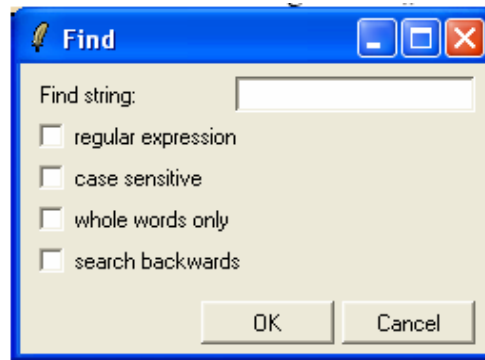 Find
Find string:
regular expression
case sensitive
whole words only
search backwards
OK Cancel